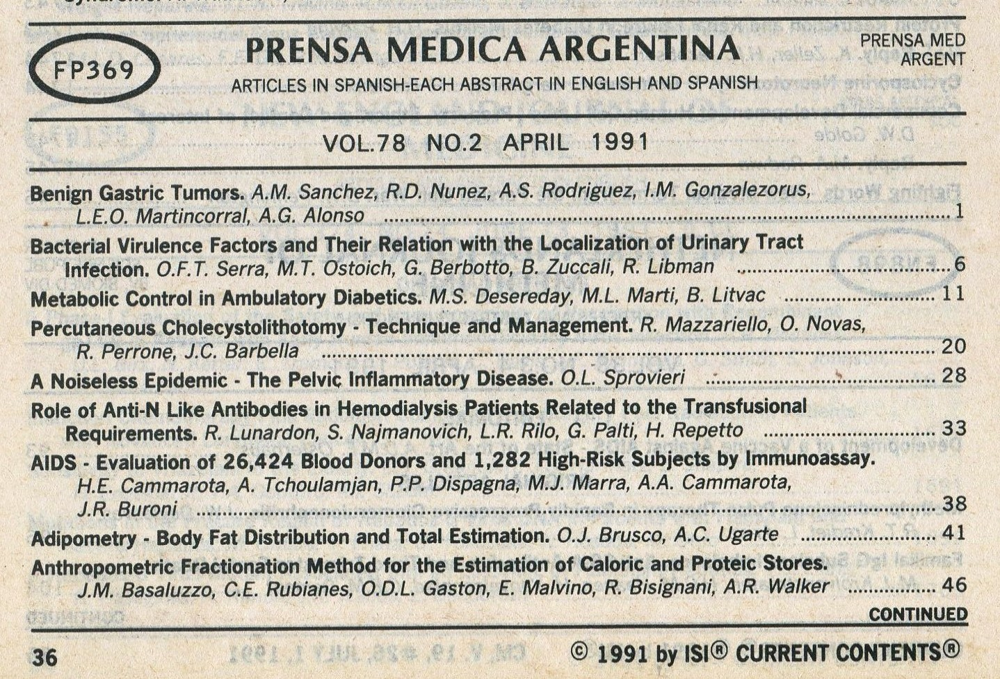 FP369
PRENSA MEDICA ARGENTINA
PRENSA MED
ARGENT
ARTICLES IN SPANISH-EACH ABSTRACT IN ENGLISH AND SPANISH
VOL.78 NO.2 APRIL 1991
Benign Gastric Tumors. A.M. Sanchez, R.D. Nunez, A.S. Rodriguez, I.M. Gonzalezorus,
L.E.O. Martincorral, A.G. Alonso ........ 1
Bacterial Virulence Factors and Their Relation with the Localization of Urinary Tract
Infection. O.F.T. Serra, M.T. Ostoich, G. Berbotto, B. Zuccali, R. Libman ........ 6
Metabolic Control in Ambulatory Diabetics. M.S. Desereday, M.L. Marti, B. Litvac ........ 11
Percutaneous Cholecystolithotomy - Technique and Management. R. Mazzariello, O. Novas,
R. Perrone, J.C. Barbella ........ 20
A Noiseless Epidemic - The Pelvic Inflammatory Disease. O.L. Sprovieri ........ 28
Role of Anti-N Like Antibodies in Hemodialysis Patients Related to the Transfusional
Requirements. R. Lunardon, S. Najmanovich, L.R. Rilo, G. Palti, H. Repetto ........ 33
AIDS - Evaluation of 26,424 Blood Donors and 1,282 High-Risk Subjects by Immunoassay.
H.E. Cammarota, A. Tchoulamjan, P.P. Dispagna, M.J. Marra, A.A. Cammarota,
J.R. Buroni ........ 38
Adipometry - Body Fat Distribution and Total Estimation. O.J. Brusco, A.C. Ugarte ........ 41
Anthropometric Fractionation Method for the Estimation of Caloric and Proteic Stores.
J.M. Basaluzzo, C.E. Rubianes, O.D.L. Gaston, E. Malvino, R. Bisignani, A.R. Walker ........ 46
CONTINUED
36
© 1991 by ISI® CURRENT CONTENTS®